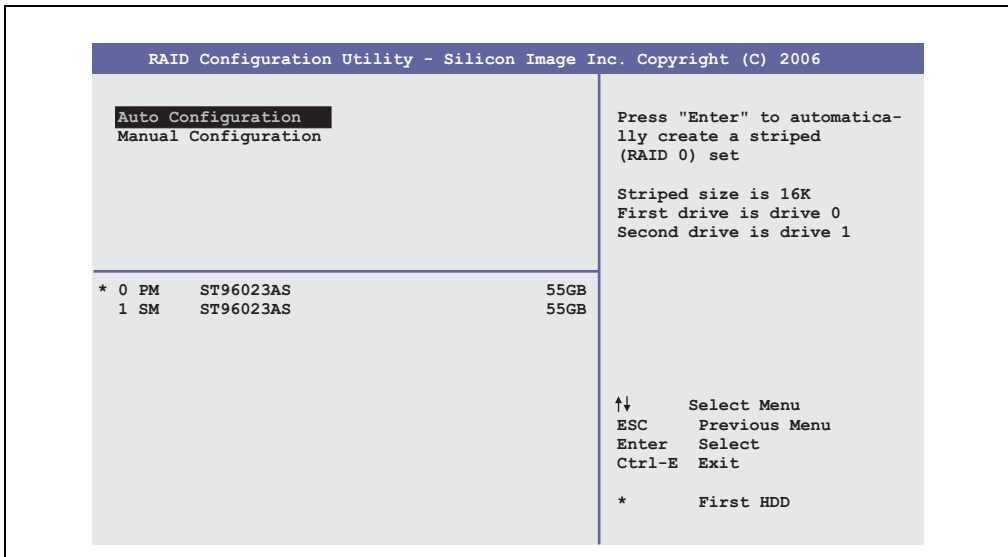 RAID Configuration Utility - Silicon Image Inc. Copyright (C) 2006
Auto Configuration
Manual Configuration
Press "Enter" to automatica-
lly create a striped
(RAID 0) set
Striped size is 16K
First drive is drive 0
Second drive is drive 1
* 0 PM ST96023AS 55GB
1 SM ST96023AS 55GB
↑↓ Select Menu
ESC Previous Menu
Enter Select
Ctrl-E Exit
* First HDD